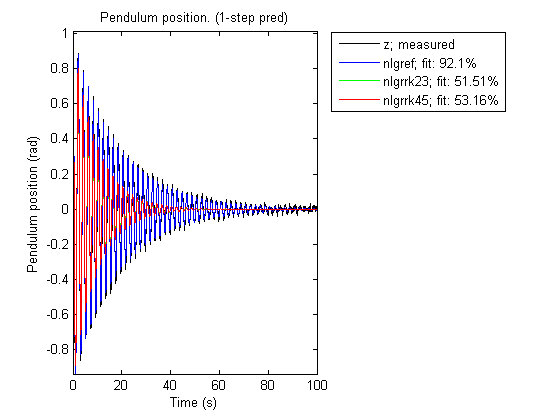 Pendulum position. (1-step pred)
z; measured
nlgref; fit: 92.1%
nlgrrk23; fit: 51.51%
nlgrrk45; fit: 53.16%
Pendulum position (rad)
1
0.8
0.6
0.4
0.2
0
-0.2
-0.4
-0.6
-0.8
0 20 40 60 80 100
Time (s)